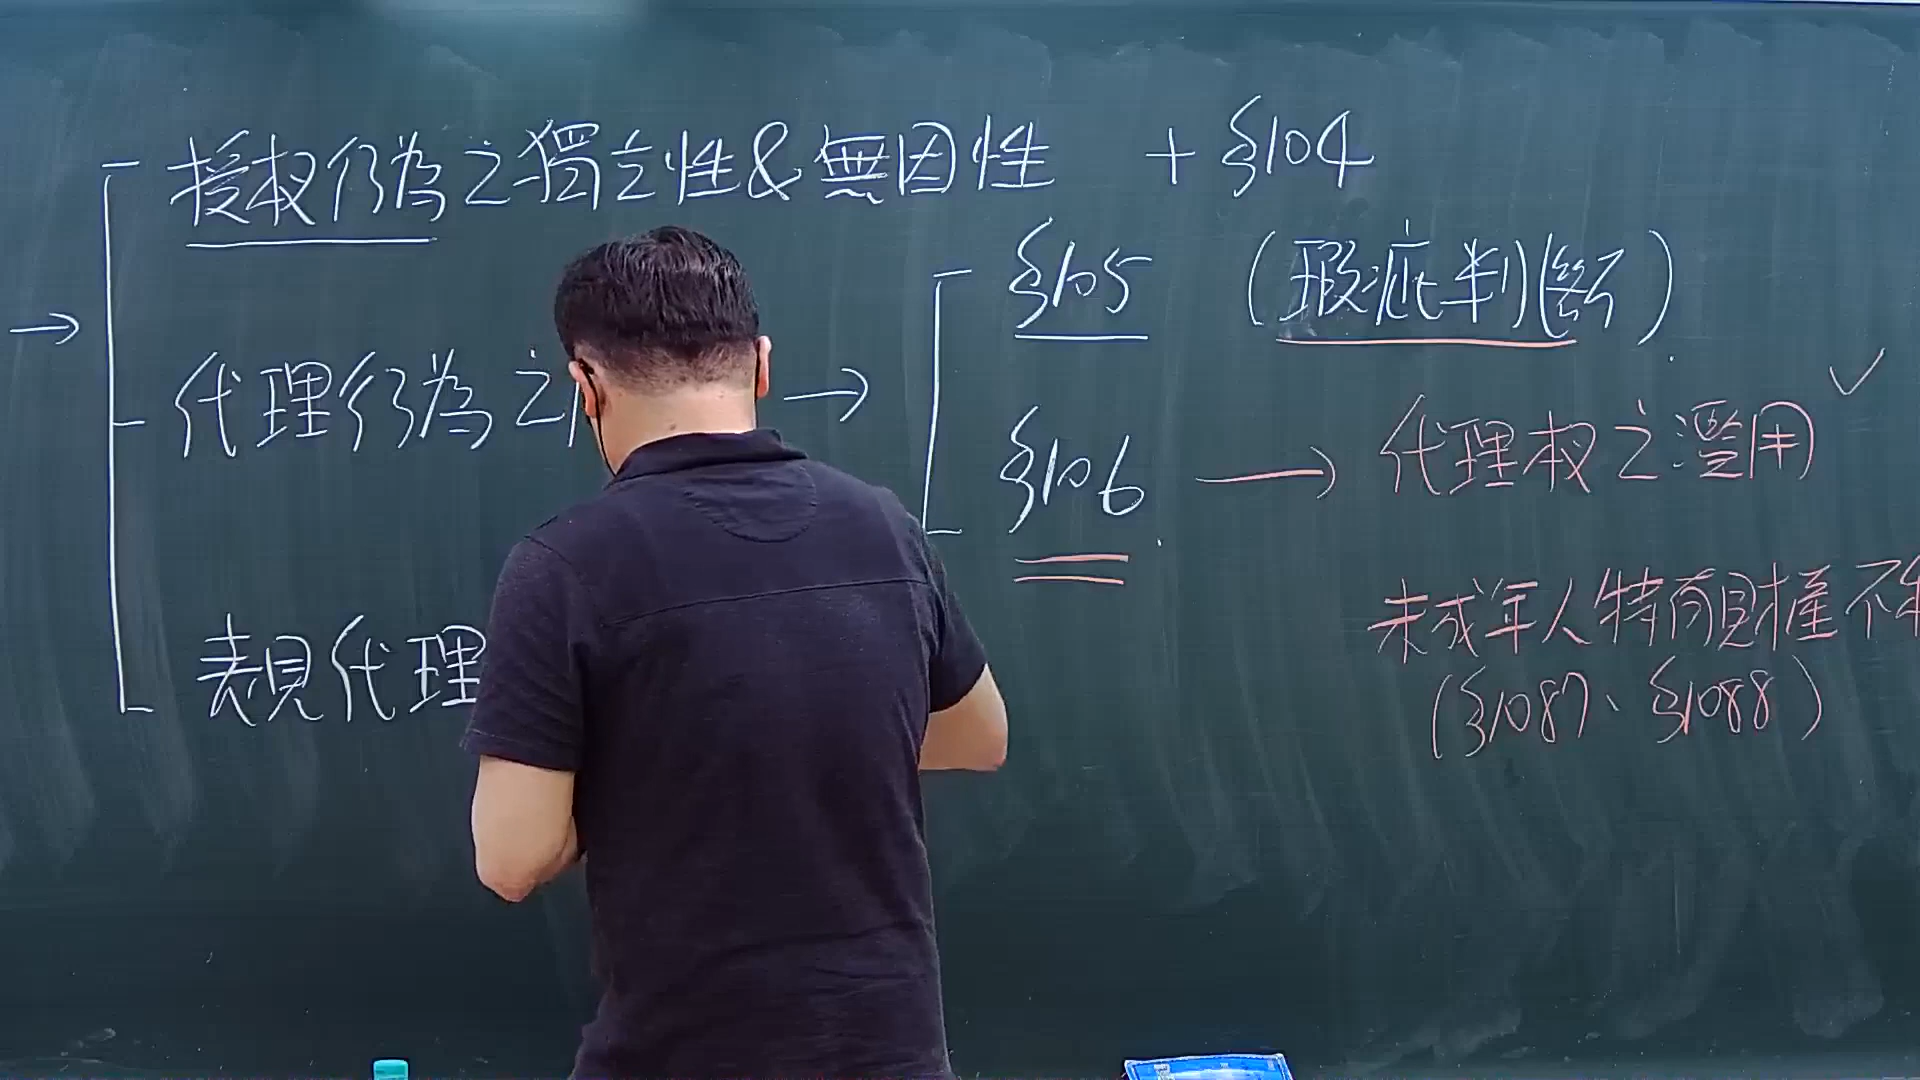 授权行為之獨立性&無因性 + §104
§105 (瑕疵判斷)
→ 代理行為之 →
§106 → 代理权之濫用 ✓
未成年人特有財產不
表見代理
(§1087、§1088)